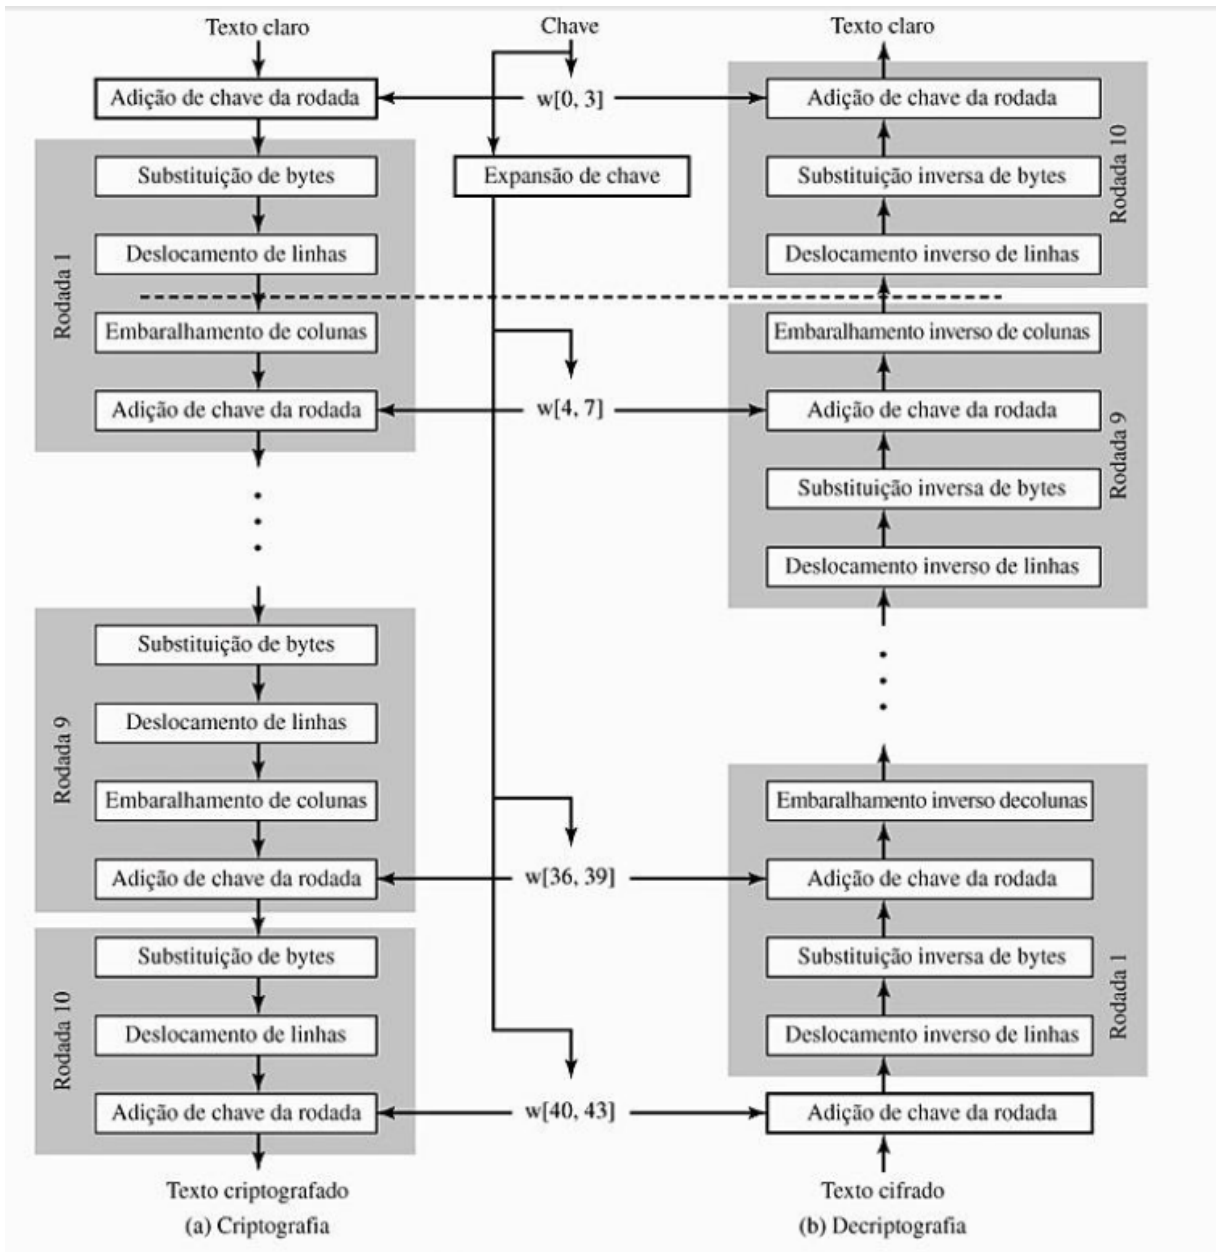 Texto claro
Chave
Texto claro
Adição de chave da rodada
w[0, 3]
Adição de chave da rodada
Rodada 10
Substituição de bytes
Expansão de chave
Substituição inversa de bytes
Rodada 1
Deslocamento de linhas
Deslocamento inverso de linhas
Embaralhamento de colunas
Embaralhamento inverso de colunas
Adição de chave da rodada
w[4, 7]
Adição de chave da rodada
Rodada 9
Substituição inversa de bytes
Deslocamento inverso de linhas
Substituição de bytes
Rodada 9
Deslocamento de linhas
Embaralhamento de colunas
Embaralhamento inverso decolunas
Adição de chave da rodada
w[36, 39]
Adição de chave da rodada
Substituição de bytes
Substituição inversa de bytes
Rodada 1
Rodada 10
Deslocamento de linhas
Deslocamento inverso de linhas
Adição de chave da rodada
w[40, 43]
Adição de chave da rodada
Texto criptografado
Texto cifrado
(a) Criptografia
(b) Decriptografia